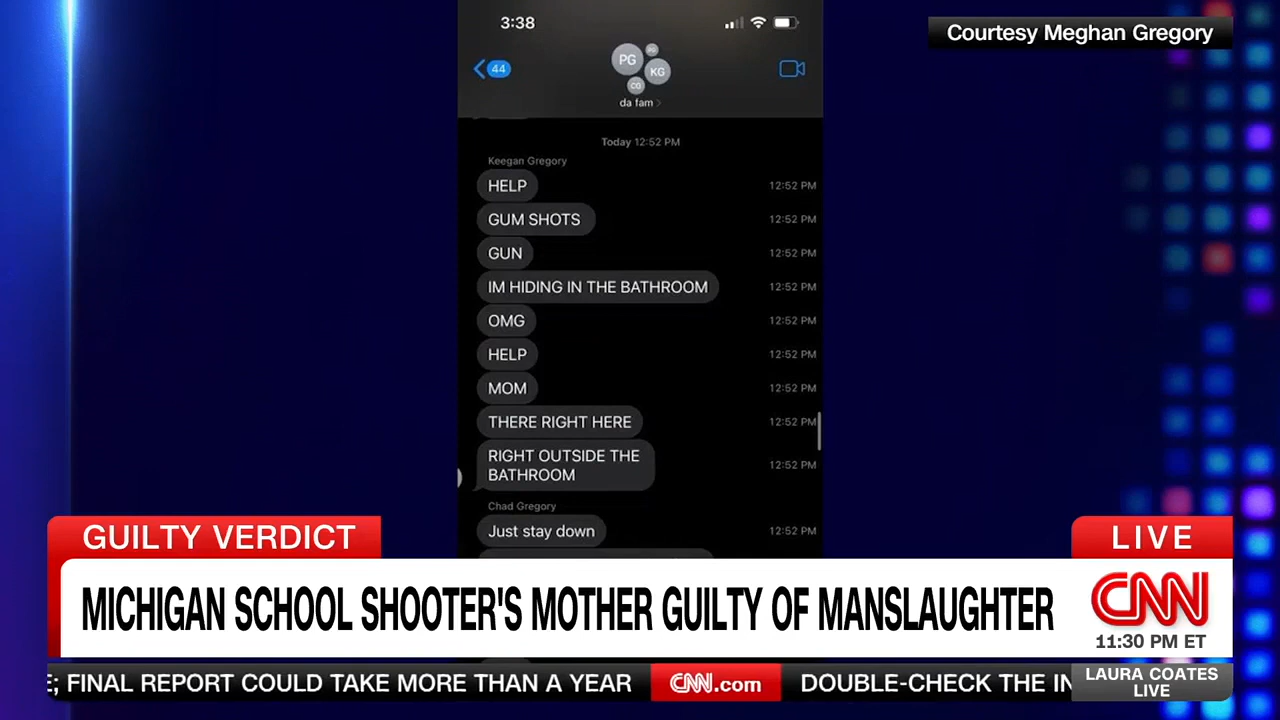 3:38
Courtesy Meghan Gregory
44
PG
KG
CG
da fam
Today 12:52 PM
Keegan Gregory
HELP 12:52 PM
GUM SHOTS 12:52 PM
GUN 12:52 PM
IM HIDING IN THE BATHROOM 12:52 PM
OMG 12:52 PM
HELP 12:52 PM
MOM 12:52 PM
THERE RIGHT HERE 12:52 PM
RIGHT OUTSIDE THE
BATHROOM 12:52 PM
Chad Gregory
Just stay down 12:52 PM
GUILTY VERDICT
LIVE
MICHIGAN SCHOOL SHOOTER'S MOTHER GUILTY OF MANSLAUGHTER
CNN
11:30 PM ET
; FINAL REPORT COULD TAKE MORE THAN A YEAR CNN.com DOUBLE-CHECK THE
LAURA COATES
LIVE